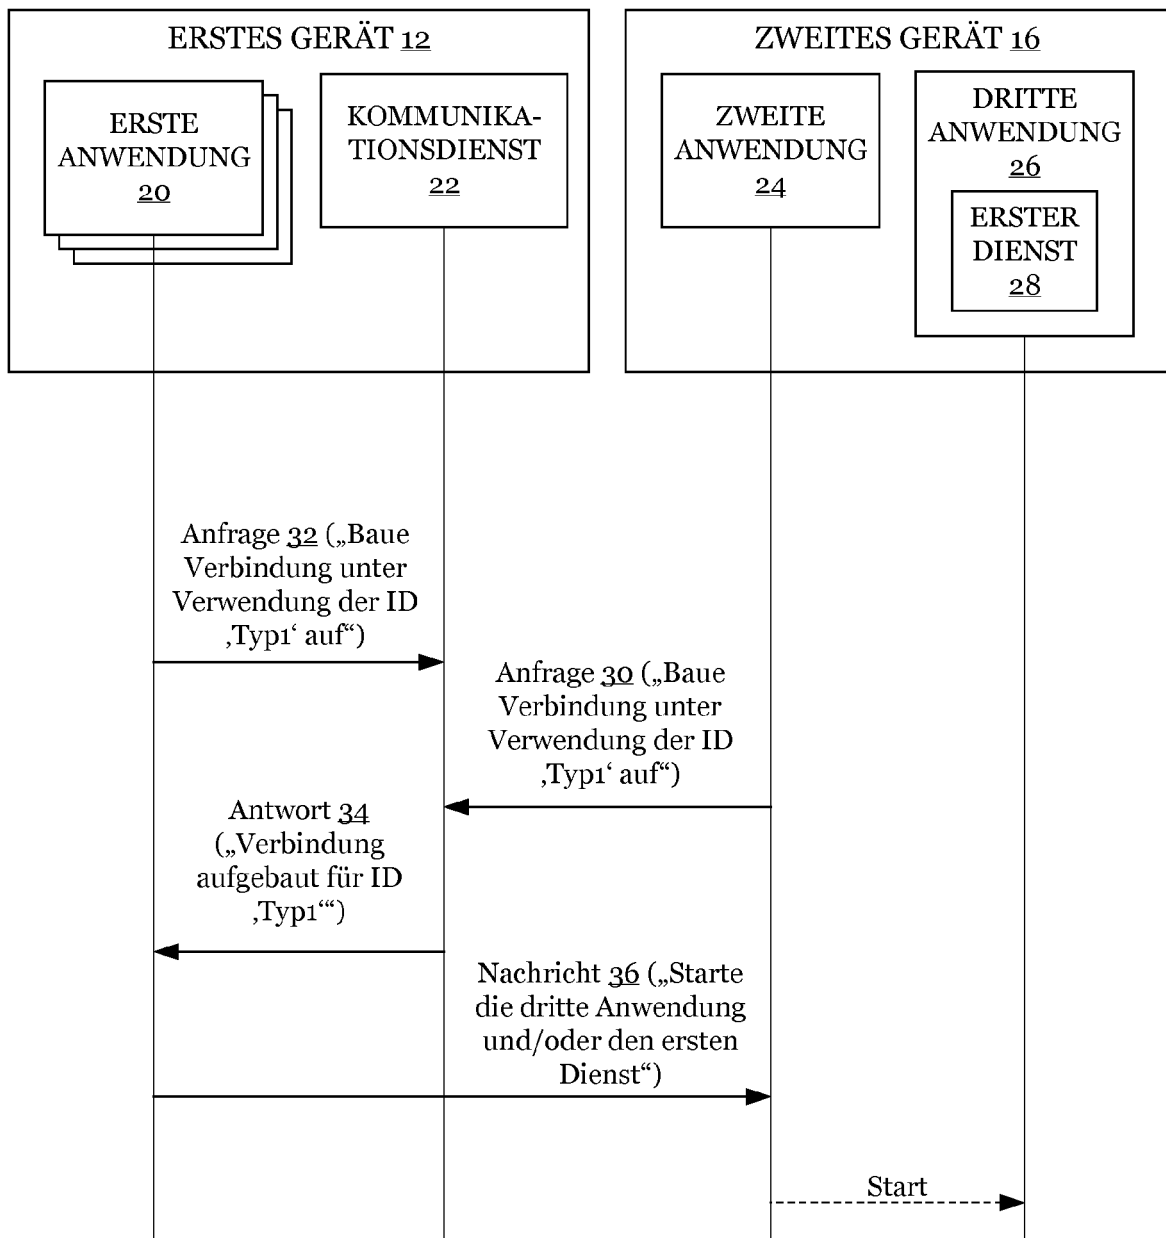 ERSTES GERÄT 12
ERSTE
ANWENDUNG
20
KOMMUNIKA-
TIONSDIENST
22
ZWEITES GERÄT 16
ZWEITE
ANWENDUNG
24
DRITTE
ANWENDUNG
26
ERSTER
DIENST
28
Anfrage 32 („Baue
Verbindung unter
Verwendung der ID
‚Typ1‘ auf“)
Anfrage 30 („Baue
Verbindung unter
Verwendung der ID
‚Typ1‘ auf“)
Antwort 34
(„Verbindung
aufgebaut für ID
‚Typ1‘“)
Nachricht 36 („Starte
die dritte Anwendung
und/oder den ersten
Dienst“)
Start